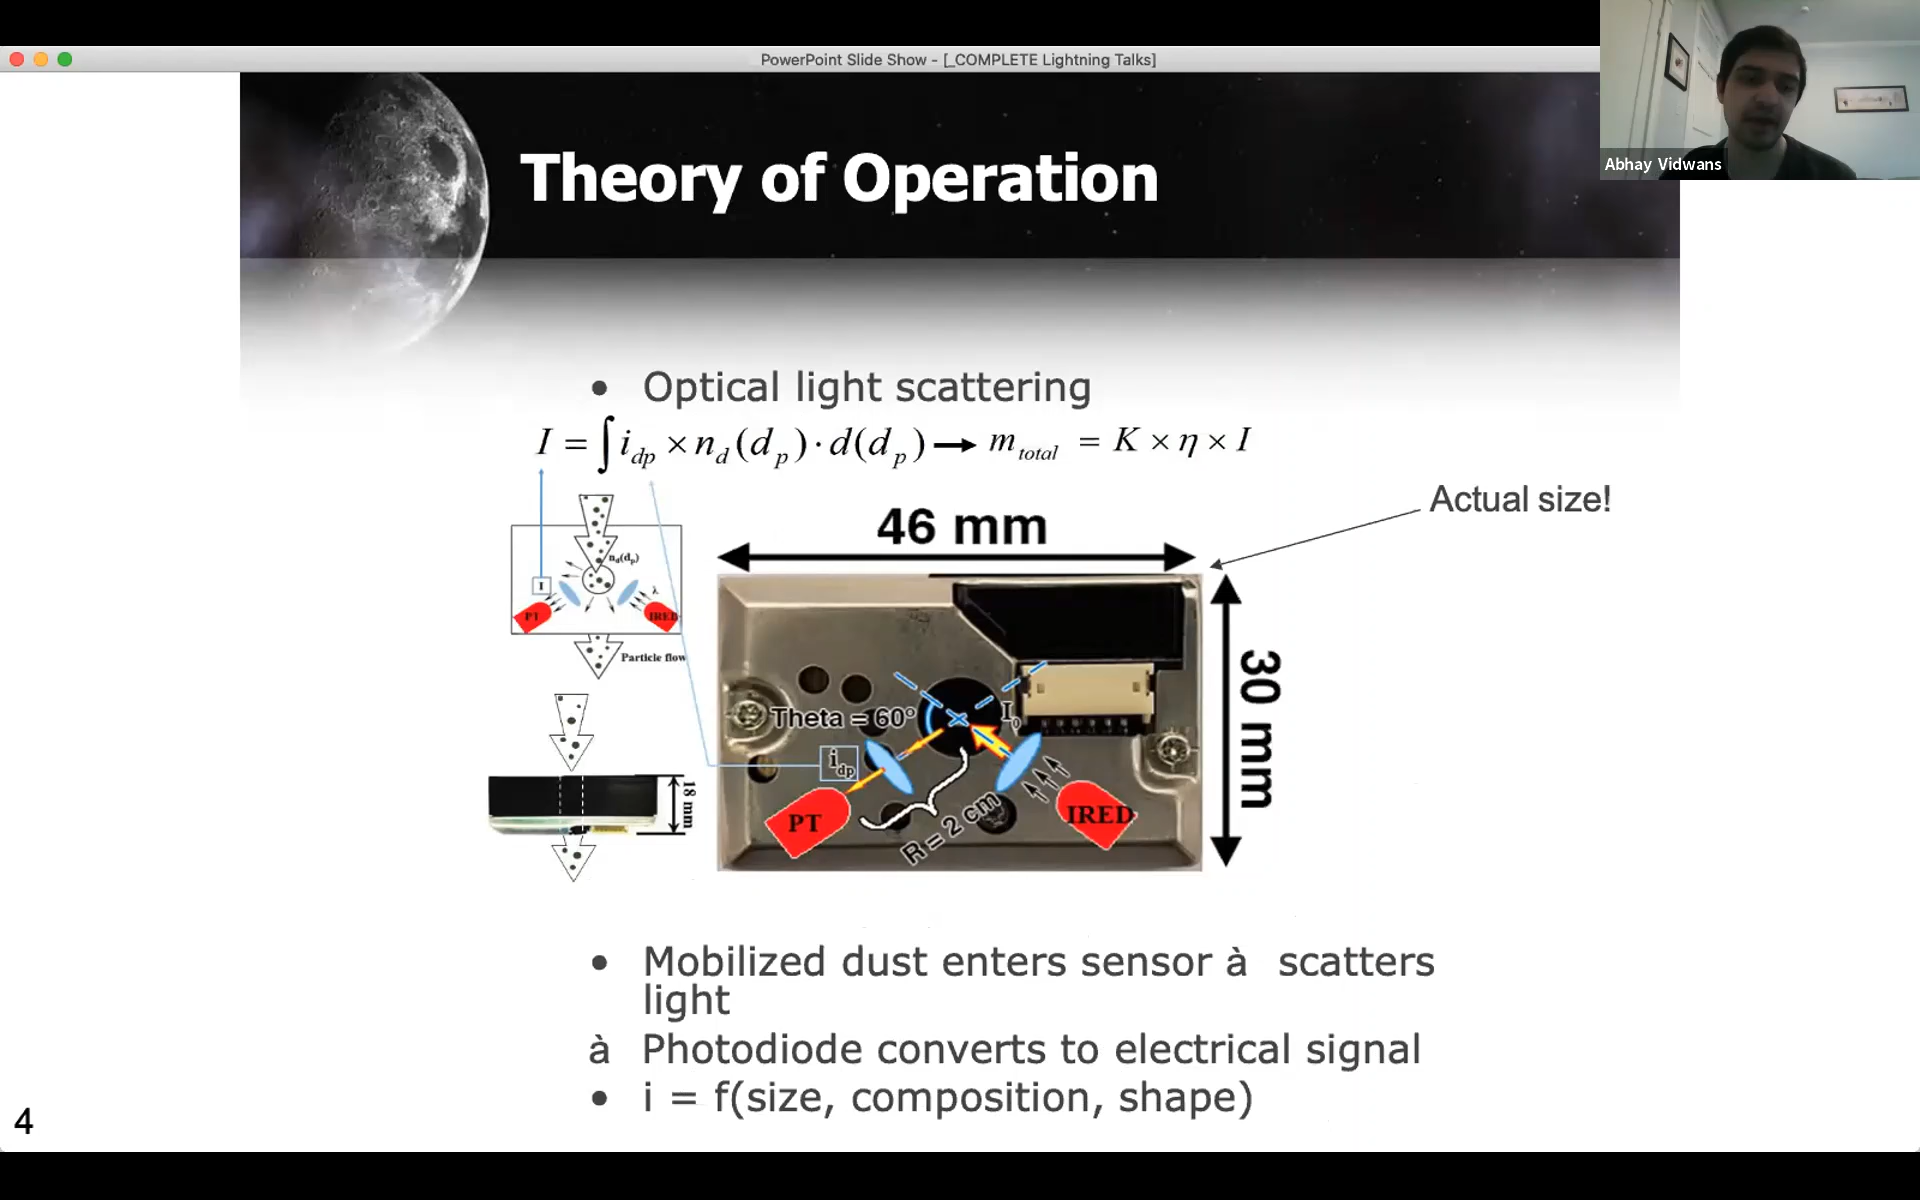 PowerPoint Slide Show - [_COMPLETE Lightning Talks]
Abhay Vidwans
Theory of Operation
• Optical light scattering
I = ∫ i_dp × n_d(d_p) · d(d_p) → m_total = K × η × I
Actual size!
46 mm
30 mm
n_d(d_p)
I
λ
PT
IRED
Particle flow
18 mm
Theta = 60°
I_0
i_dp
PT
R = 2 cm
IRED
• Mobilized dust enters sensor à scatters
light
à Photodiode converts to electrical signal
• i = f(size, composition, shape)
4